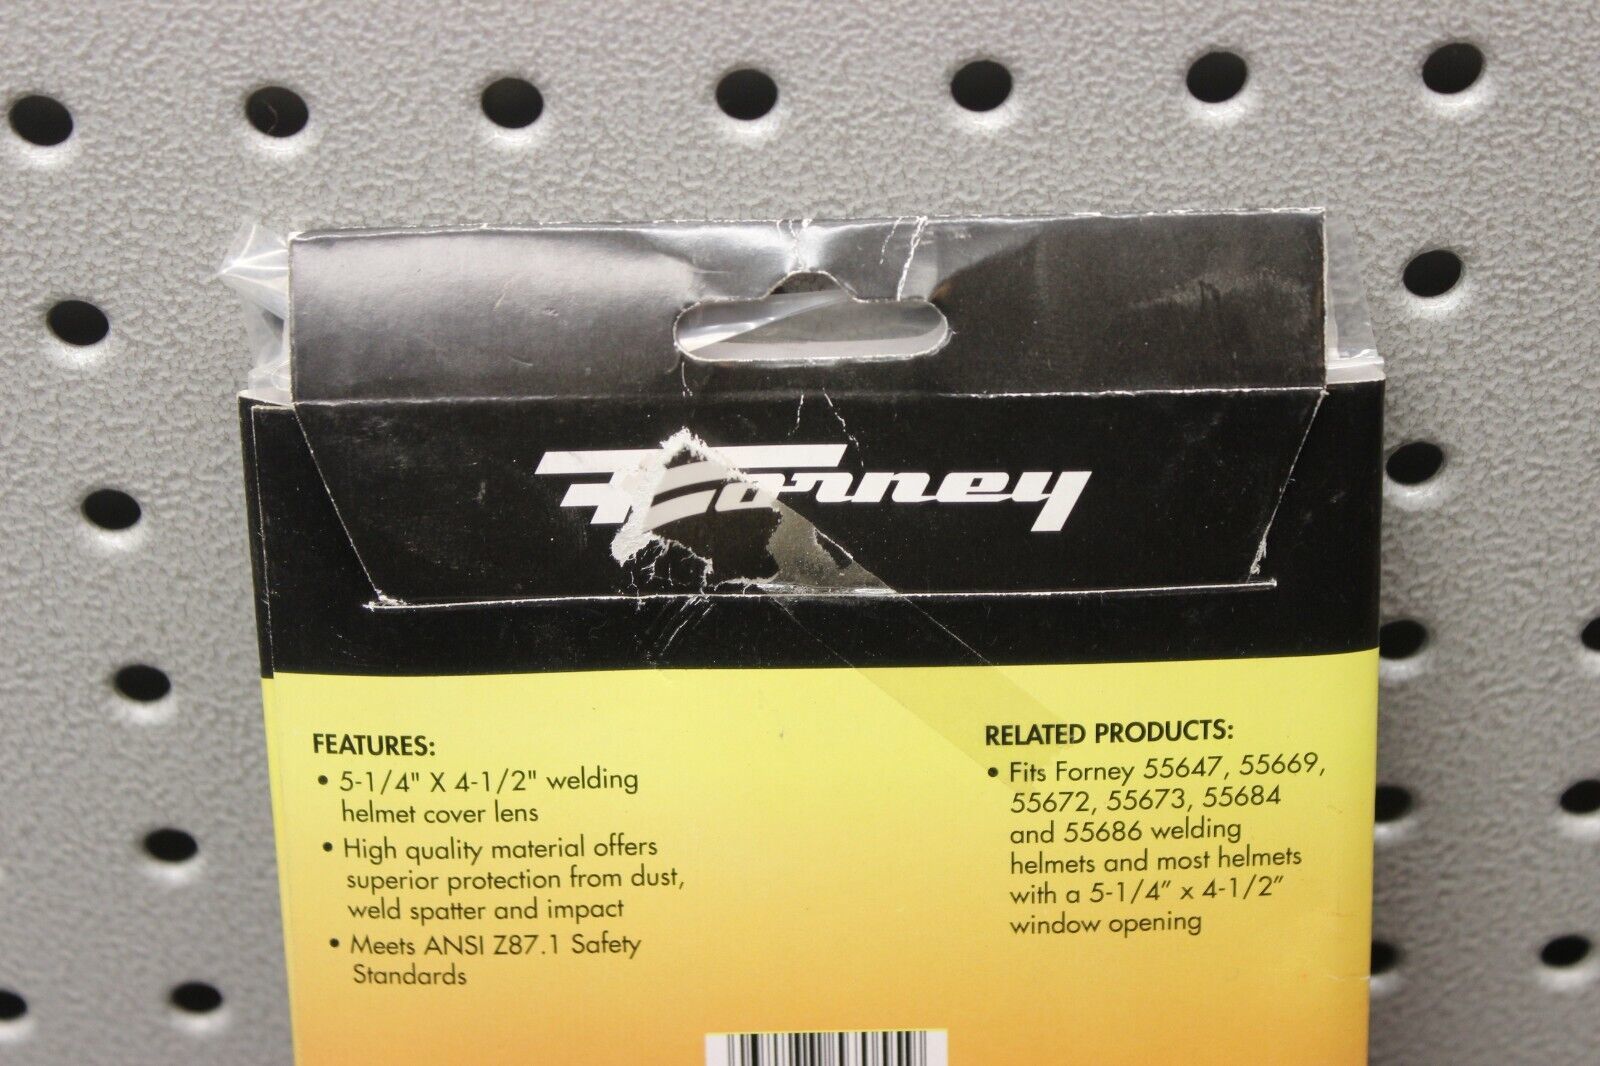 Forney
FEATURES:
• 5-1/4" X 4-1/2" welding
helmet cover lens
• High quality material offers
superior protection from dust,
weld spatter and impact
• Meets ANSI Z87.1 Safety
Standards
RELATED PRODUCTS:
• Fits Forney 55647, 55669,
55672, 55673, 55684
and 55686 welding
helmets and most helmets
with a 5-1/4" x 4-1/2"
window opening